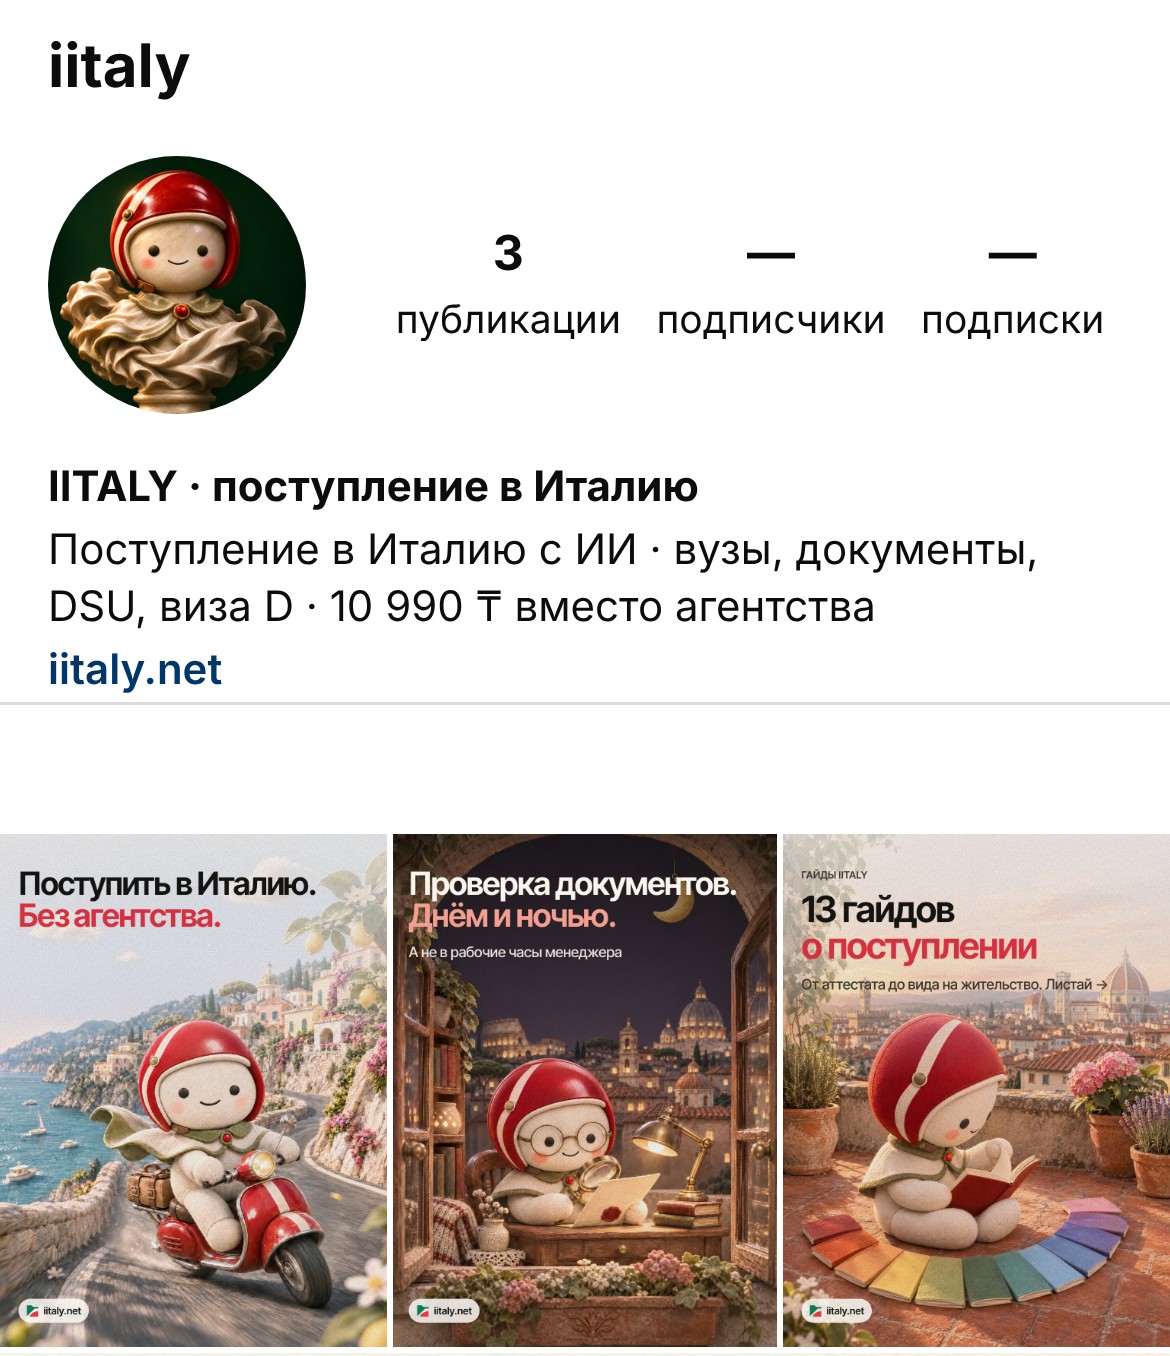 iitaly
3
—
—
публикации
подписчики
подписки
IITALY · поступление в Италию
Поступление в Италию с ИИ · вузы, документы,
DSU, виза D · 10 990 ₸ вместо агентства
iitaly.net
Поступить в Италию.
Без агентства.
iitaly.net
Проверка документов.
Днём и ночью.
А не в рабочие часы менеджера
iitaly.net
ГАЙДЫ IITALY
13 гайдов
о поступлении
От аттестата до вида на жительство. Листай →
iitaly.net